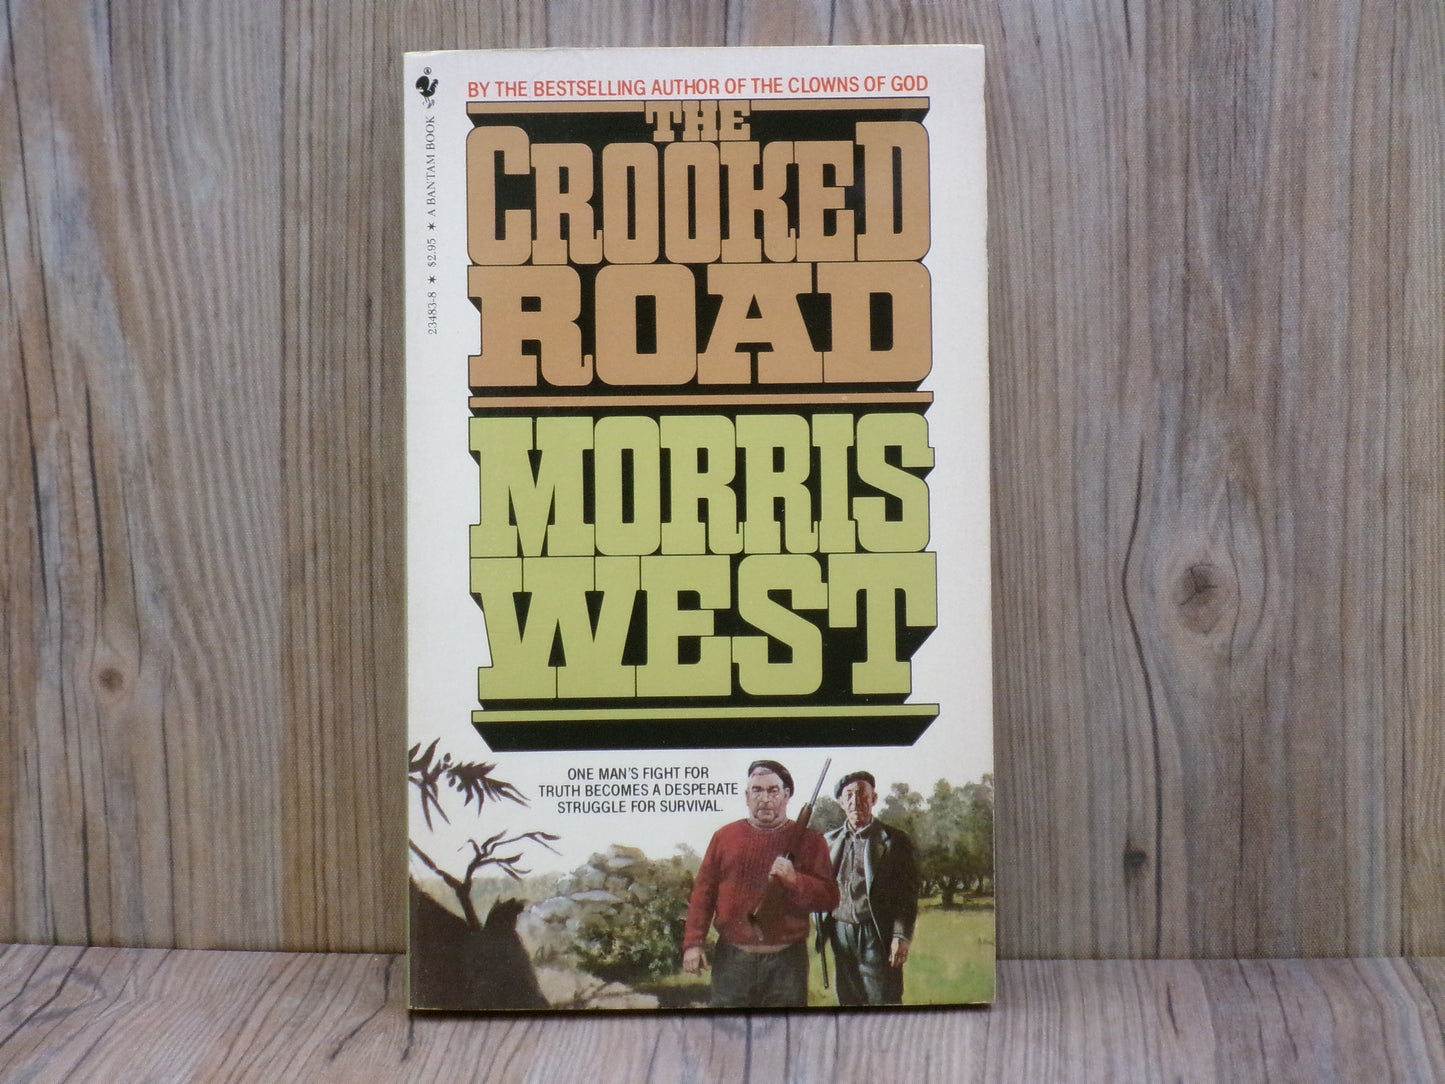 BY THE BESTSELLING AUTHOR OF THE CLOWNS OF GOD
THE
CROOKED
ROAD
MORRIS
WEST
ONE MAN'S FIGHT FOR
TRUTH BECOMES A DESPERATE
STRUGGLE FOR SURVIVAL.
23483-8 * $2.95 * A BANTAM BOOK